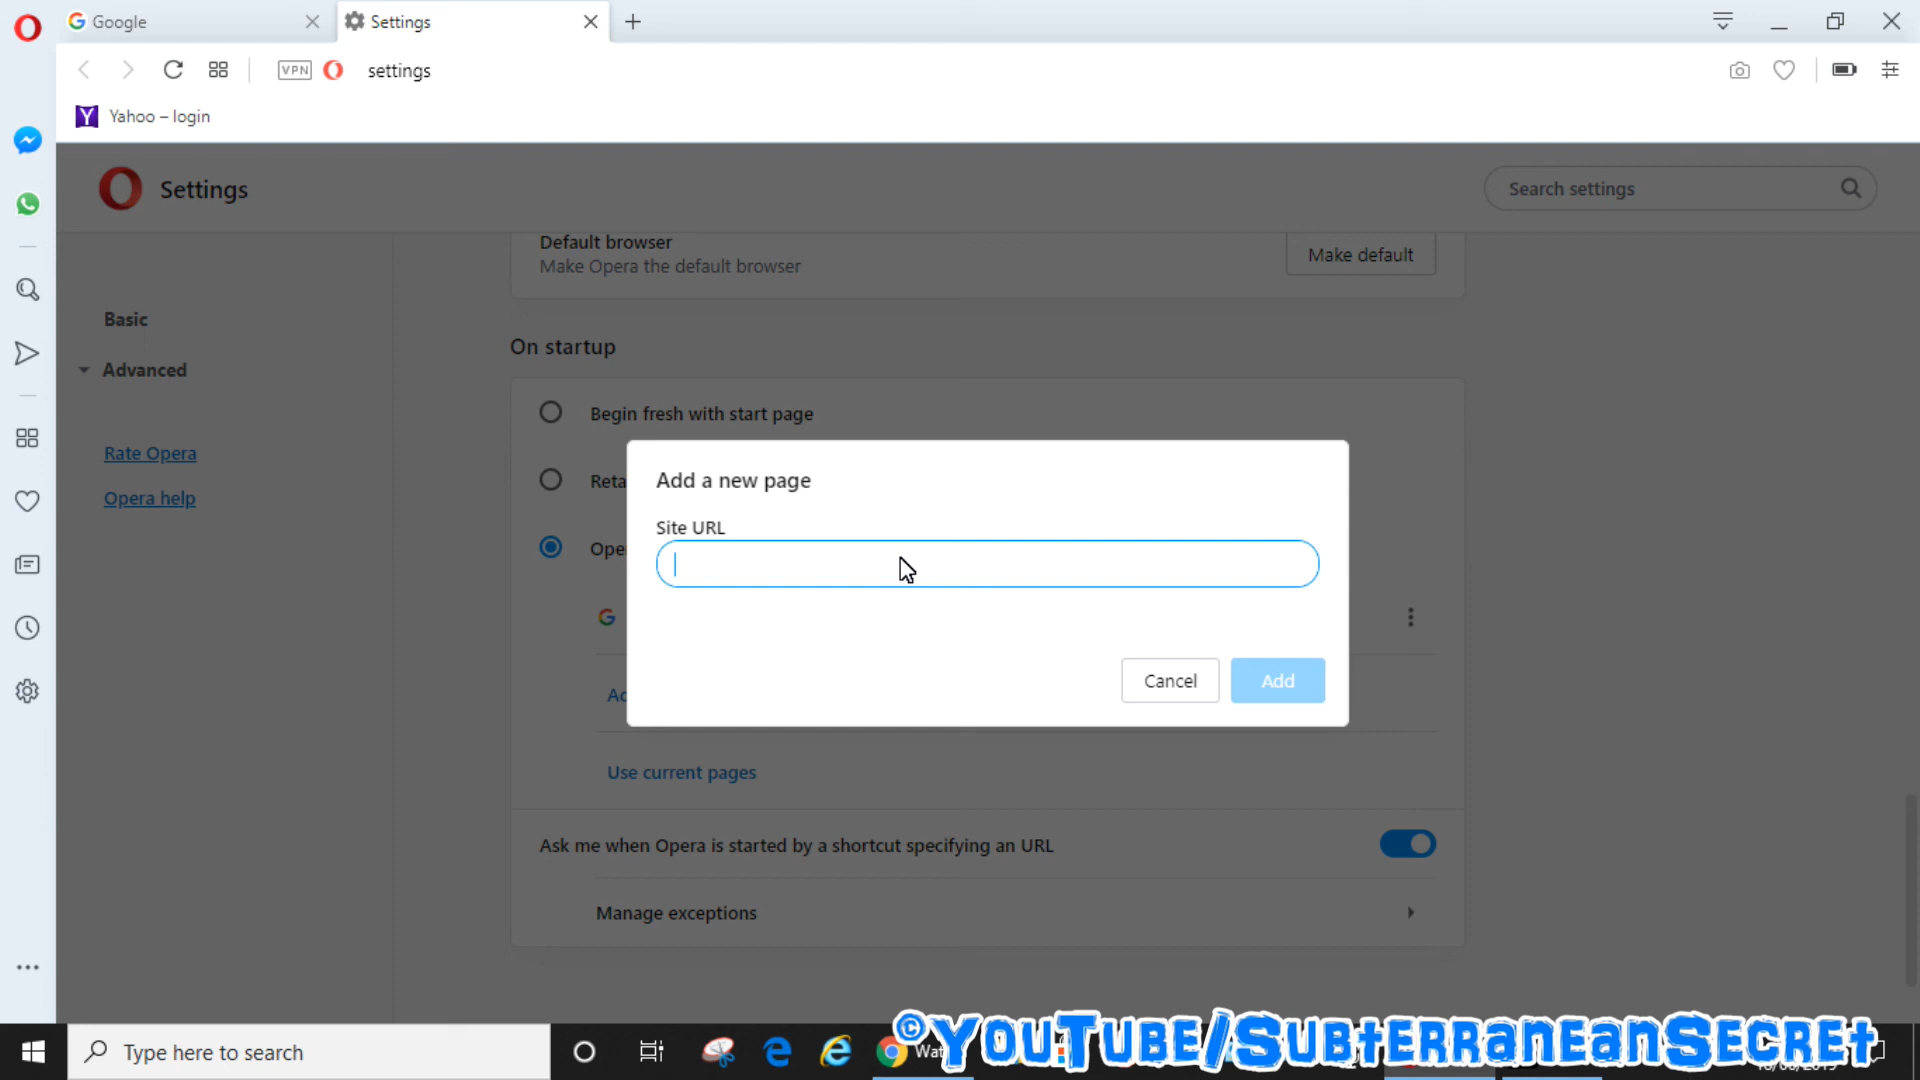 Google
Settings
VPN
settings
Yahoo – login
Settings
Search settings
Default browser
Make Opera the default browser
Make default
Basic
Advanced
Rate Opera
Opera help
On startup
Begin fresh with start page
Reta
Ope
Add a new page
Site URL
Cancel
Add
Use current pages
Ask me when Opera is started by a shortcut specifying an URL
Manage exceptions
Type here to search
Wat
©YouTube/SubterraneanSecret